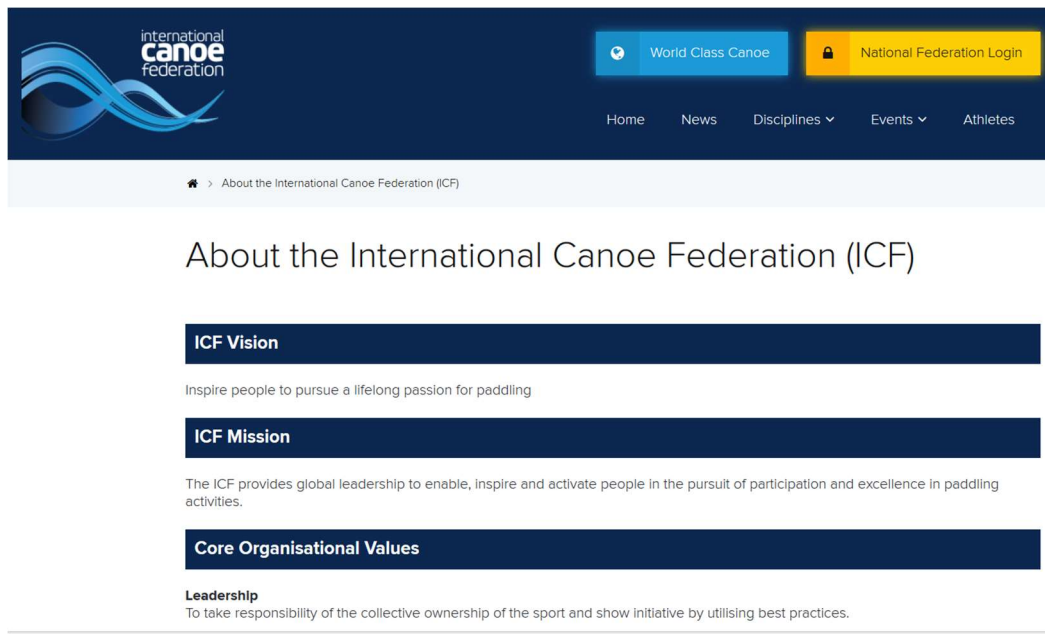 international
canoe
federation
World Class Canoe
National Federation Login
Home News Disciplines Events Athletes
> About the International Canoe Federation (ICF)
About the International Canoe Federation (ICF)
ICF Vision
Inspire people to pursue a lifelong passion for paddling
ICF Mission
The ICF provides global leadership to enable, inspire and activate people in the pursuit of participation and excellence in paddling
activities.
Core Organisational Values
Leadership
To take responsibility of the collective ownership of the sport and show initiative by utilising best practices.